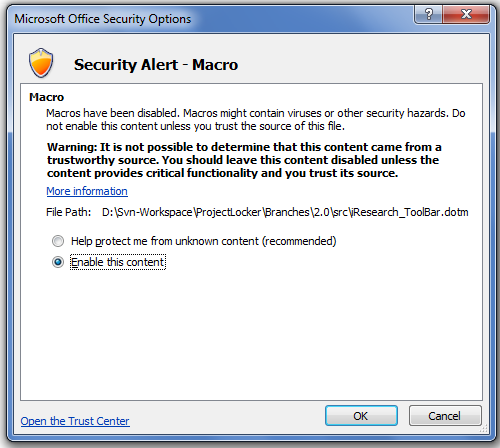 Microsoft Office Security Options
Security Alert - Macro
Macro
Macros have been disabled. Macros might contain viruses or other security hazards. Do
not enable this content unless you trust the source of this file.
Warning: It is not possible to determine that this content came from a
trustworthy source. You should leave this content disabled unless the
content provides critical functionality and you trust its source.
More information
File Path: D:\Svn-Workspace\ProjectLocker\Branches\2.0\src\iResearch_ToolBar.dotm
Help protect me from unknown content (recommended)
Enable this content
Open the Trust Center
OK
Cancel